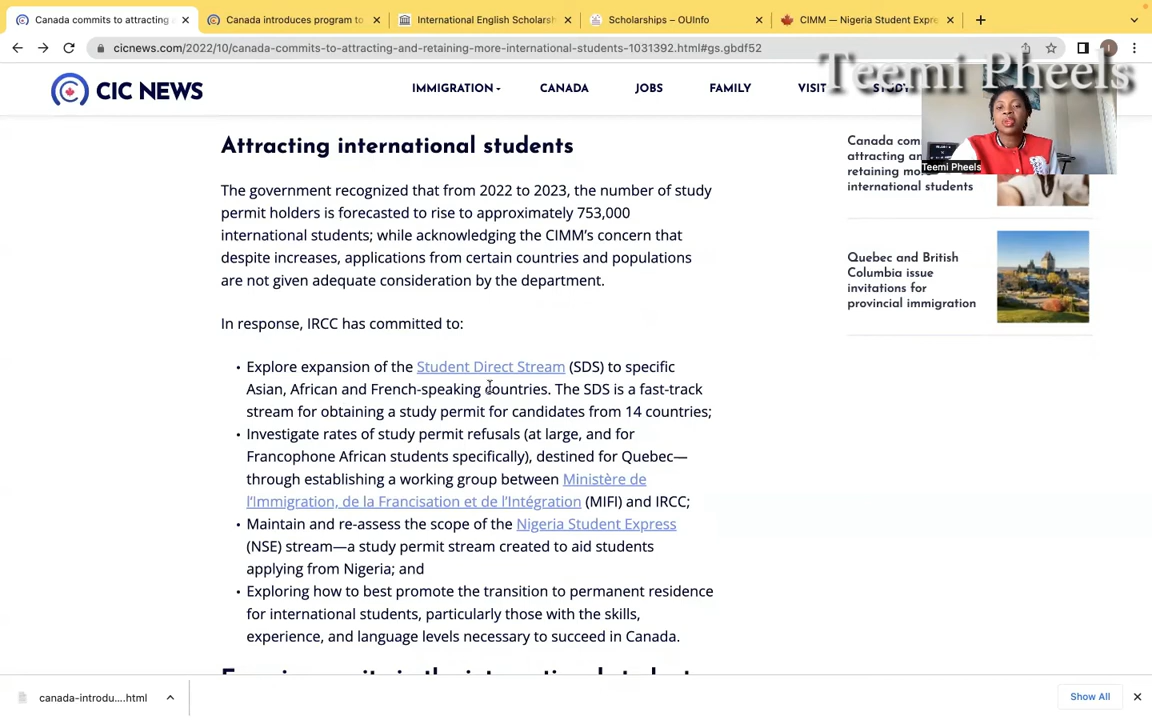 Canada commits to attracting
Canada introduces program to
International English Scholarsh
Scholarships – OUInfo
CIMM — Nigeria Student Expre
cicnews.com/2022/10/canada-commits-to-attracting-and-retaining-more-international-students-1031392.html#gs.gbdf52
Teemi Pheels
CIC NEWS
IMMIGRATION
CANADA
JOBS
FAMILY
VISIT
STUDY
Teemi Pheels
Attracting international students
The government recognized that from 2022 to 2023, the number of study
permit holders is forecasted to rise to approximately 753,000
international students; while acknowledging the CIMM's concern that
despite increases, applications from certain countries and populations
are not given adequate consideration by the department.
In response, IRCC has committed to:
• Explore expansion of the Student Direct Stream (SDS) to specific
Asian, African and French-speaking countries. The SDS is a fast-track
stream for obtaining a study permit for candidates from 14 countries;
• Investigate rates of study permit refusals (at large, and for
Francophone African students specifically), destined for Quebec—
through establishing a working group between Ministère de
l'Immigration, de la Francisation et de l'Intégration (MIFI) and IRCC;
• Maintain and re-assess the scope of the Nigeria Student Express
(NSE) stream—a study permit stream created to aid students
applying from Nigeria; and
• Exploring how to best promote the transition to permanent residence
for international students, particularly those with the skills,
experience, and language levels necessary to succeed in Canada.
Canada com
attracting an
retaining mo
international students
Quebec and British
Columbia issue
invitations for
provincial immigration
canada-introdu....html
Show All